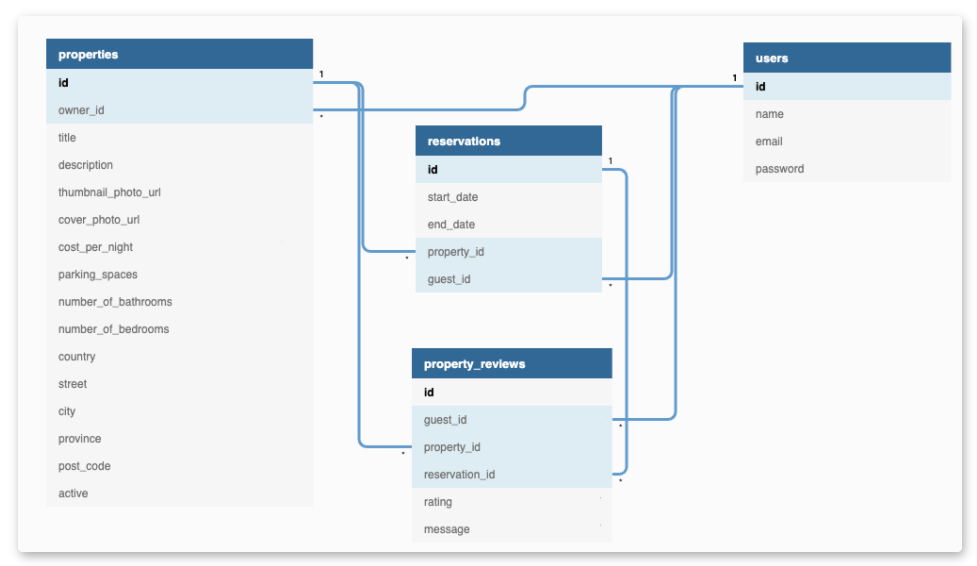 properties
id
owner_id
title
description
thumbnail_photo_url
cover_photo_url
cost_per_night
parking_spaces
number_of_bathrooms
number_of_bedrooms
country
street
city
province
post_code
active
1
*
reservations
id
start_date
end_date
property_id
guest_id
1
*
*
property_reviews
id
guest_id
property_id
reservation_id
rating
message
*
*
*
users
id
name
email
password
1